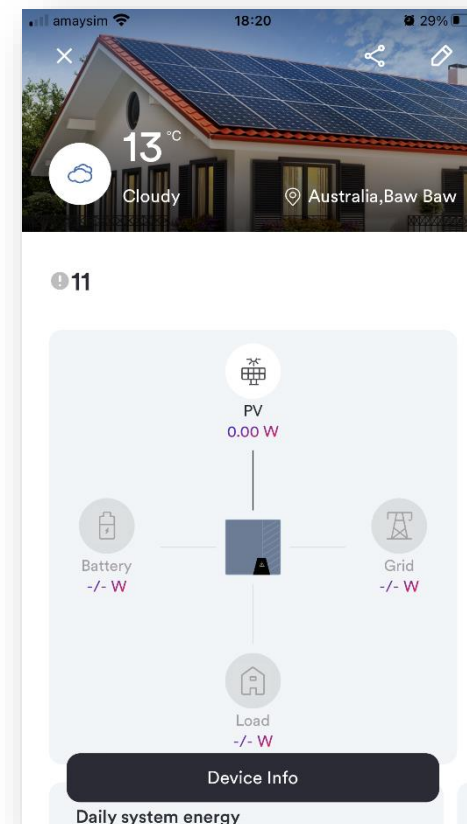 amaysim 18:20 29%
13 °C
Cloudy Australia,Baw Baw
11
PV
0.00 W
Battery
-/- W
Grid
-/- W
Load
-/- W
Device Info
Daily system energy